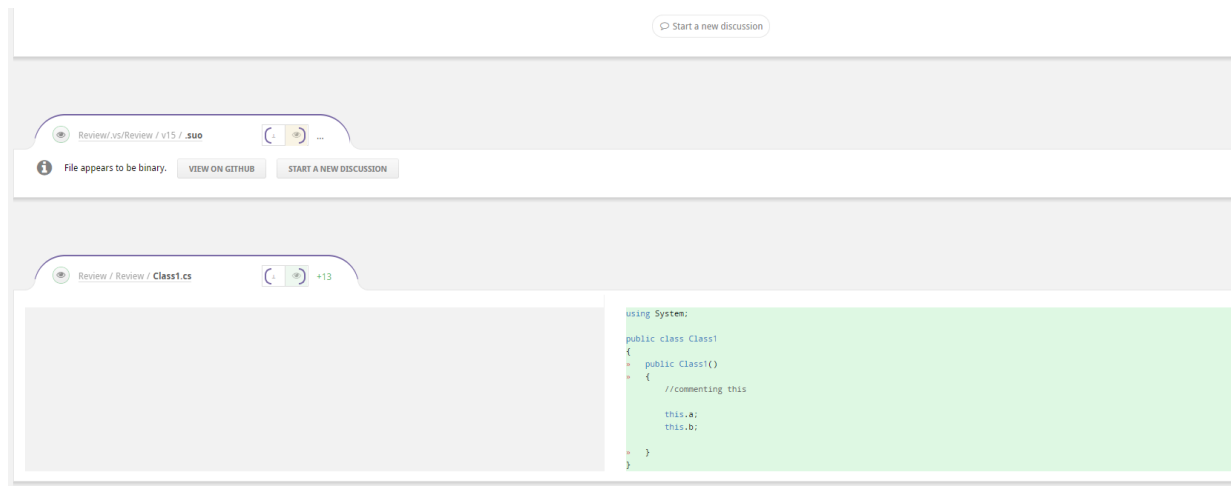 Start a new discussion
Review/.vs/Review / v15 / .suo
...
File appears to be binary. VIEW ON GITHUB START A NEW DISCUSSION
Review / Review / Class1.cs
+13
using System;
public class Class1
{
» public Class1()
» {
//commenting this
this.a;
this.b;
» }
}